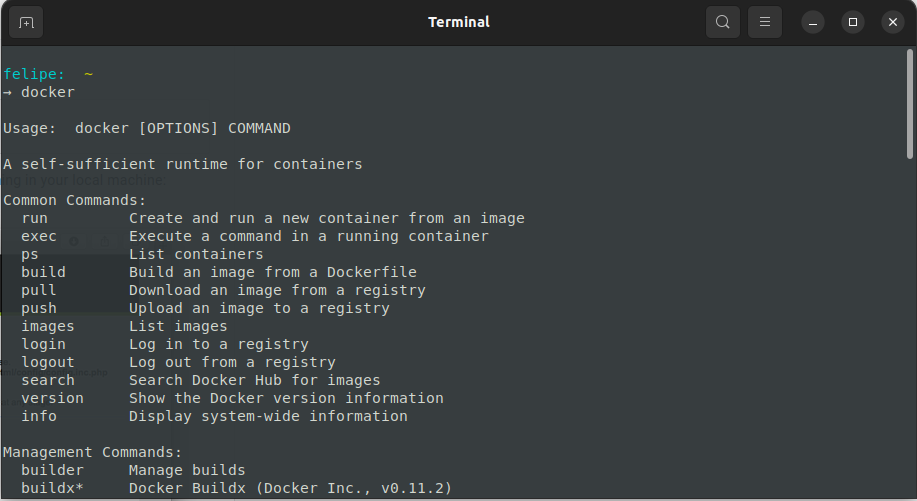 Terminal
felipe: ~
→ docker
Usage:  docker [OPTIONS] COMMAND
A self-sufficient runtime for containers
in your local machine
Common Commands:
  run         Create and run a new container from an image
  exec        Execute a command in a running container
  ps          List containers
  build       Build an image from a Dockerfile
  pull        Download an image from a registry
  push        Upload an image to a registry
  images      List images
  login       Log in to a registry
  logout      Log out from a registry
  search      Search Docker Hub for images
  version     Show the Docker version information
  info        Display system-wide information
Management Commands:
  builder     Manage builds
  buildx*     Docker Buildx (Docker Inc., v0.11.2)